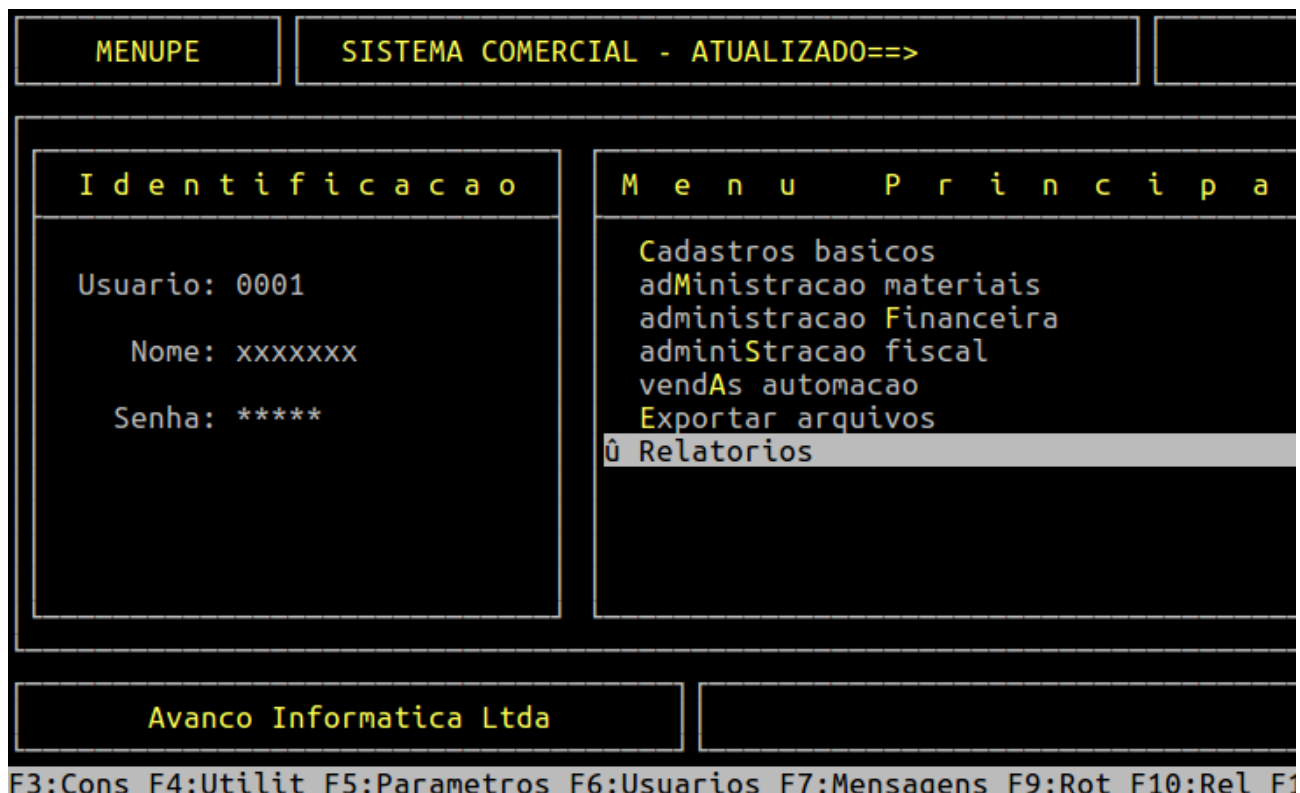 MENUPE
SISTEMA COMERCIAL - ATUALIZADO==>
I d e n t i f i c a c a o
Usuario: 0001
Nome: xxxxxxx
Senha: *****
M e n u P r i n c i p a
Cadastros basicos
adMinistracao materiais
administracao Financeira
adminiStracao fiscal
vendAs automacao
Exportar arquivos
û Relatorios
Avanco Informatica Ltda
F3:Cons F4:Utilit F5:Parametros F6:Usuarios F7:Mensagens F9:Rot F10:Rel F1